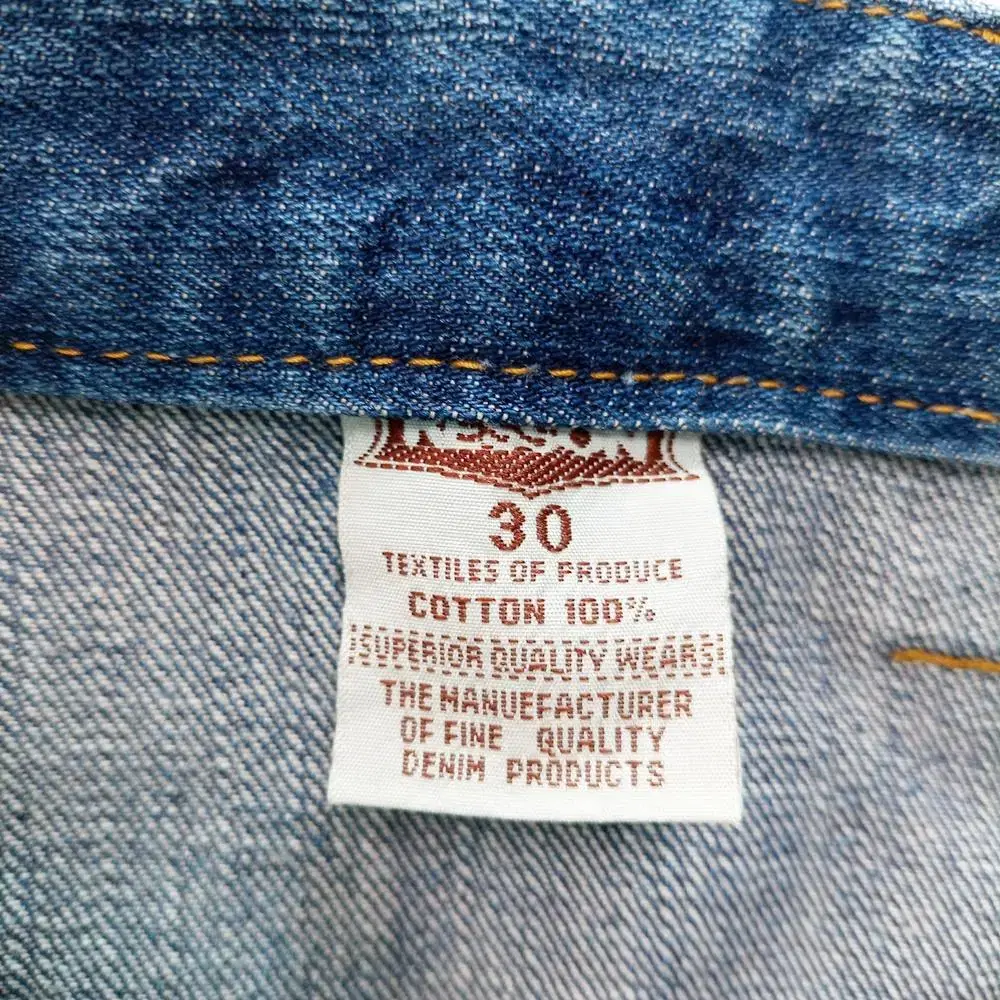 30
TEXTILES OF PRODUCE
COTTON 100%
SUPERIOR QUALITY WEARS
THE MANUEFACTURER
OF FINE QUALITY
DENIM PRODUCTS